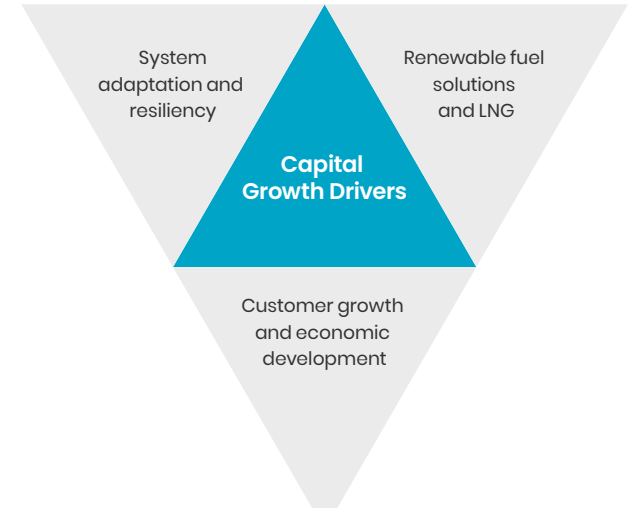 System
adaptation and
resiliency
Renewable fuel
solutions
and LNG
Capital
Growth Drivers
Customer growth
and economic
development